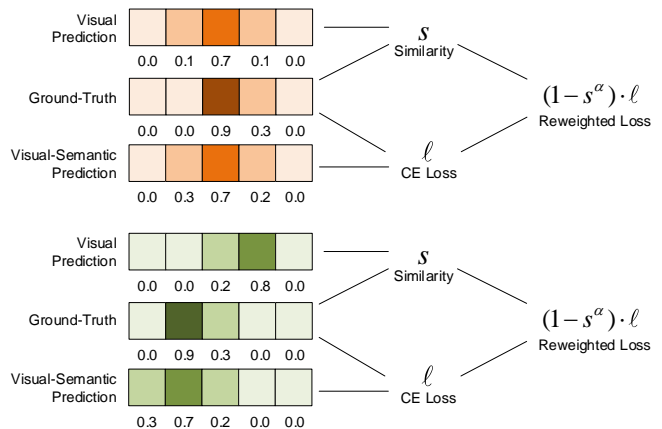 Visual
Prediction
0.0 0.1 0.7 0.1 0.0
s
Similarity
Ground-Truth
0.0 0.0 0.9 0.3 0.0
(1−s^α)·ℓ
Reweighted Loss
Visual-Semantic
Prediction
0.0 0.3 0.7 0.2 0.0
ℓ
CE Loss
Visual
Prediction
0.0 0.0 0.2 0.8 0.0
s
Similarity
Ground-Truth
0.0 0.9 0.3 0.0 0.0
(1−s^α)·ℓ
Reweighted Loss
Visual-Semantic
Prediction
0.3 0.7 0.2 0.0 0.0
ℓ
CE Loss